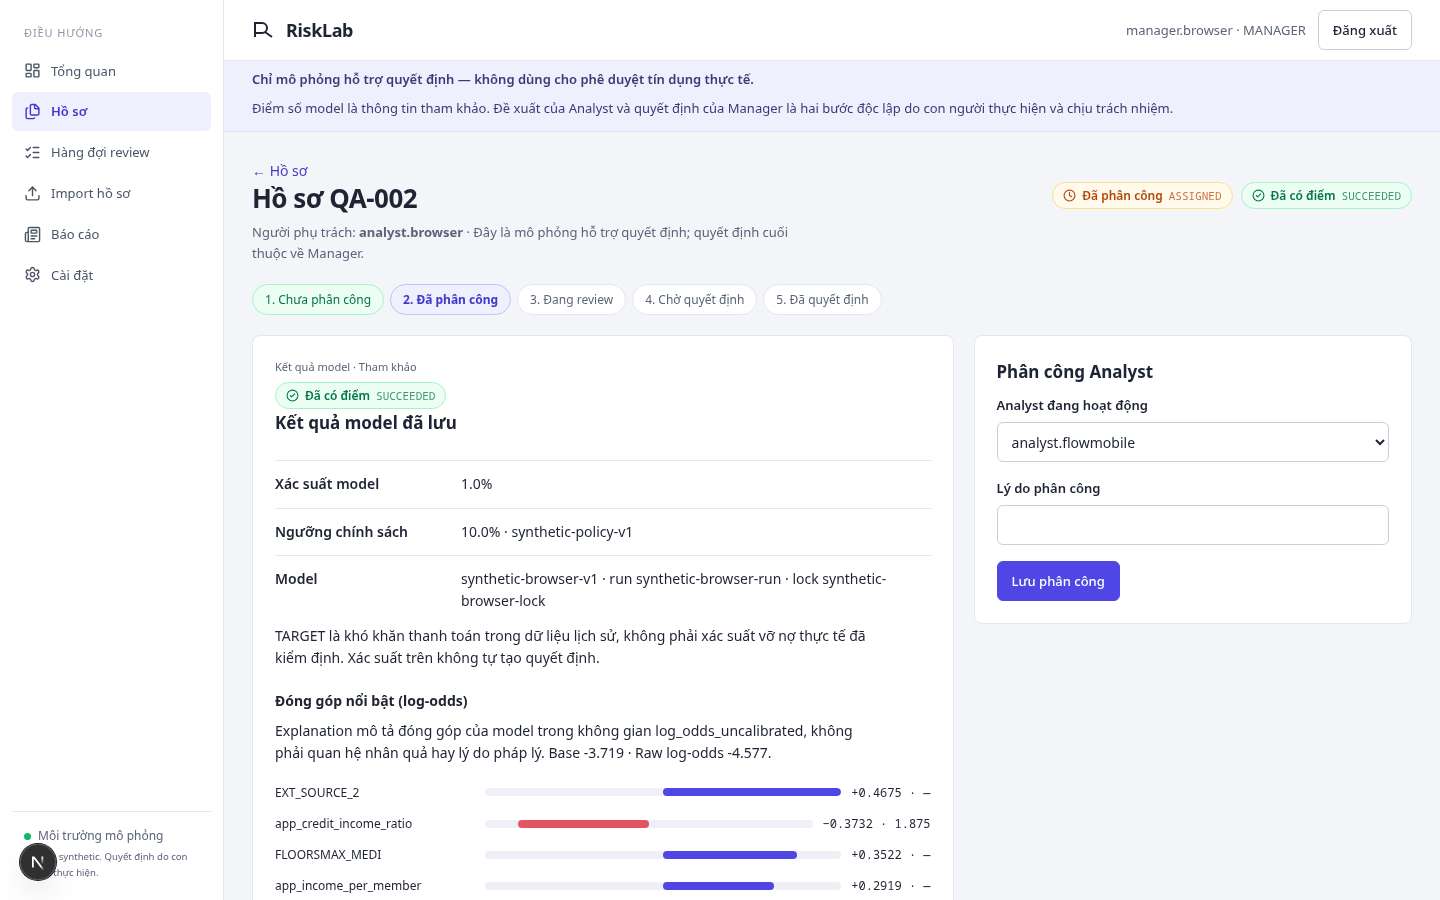 ĐIỀU HƯỚNG
Tổng quan
Hồ sơ
Hàng đợi review
Import hồ sơ
Báo cáo
Cài đặt
Môi trường mô phỏng
synthetic. Quyết định do con
thực hiện.
N
RiskLab
manager.browser · MANAGER
Đăng xuất
Chỉ mô phỏng hỗ trợ quyết định — không dùng cho phê duyệt tín dụng thực tế.
Điểm số model là thông tin tham khảo. Đề xuất của Analyst và quyết định của Manager là hai bước độc lập do con người thực hiện và chịu trách nhiệm.
← Hồ sơ
Hồ sơ QA-002
Đã phân công ASSIGNED
Đã có điểm SUCCEEDED
Người phụ trách: analyst.browser · Đây là mô phỏng hỗ trợ quyết định; quyết định cuối
thuộc về Manager.
1. Chưa phân công
2. Đã phân công
3. Đang review
4. Chờ quyết định
5. Đã quyết định
Kết quả model · Tham khảo
Đã có điểm SUCCEEDED
Kết quả model đã lưu
Xác suất model 1.0%
Ngưỡng chính sách 10.0% · synthetic-policy-v1
Model synthetic-browser-v1 · run synthetic-browser-run · lock synthetic-
browser-lock
TARGET là khó khăn thanh toán trong dữ liệu lịch sử, không phải xác suất vỡ nợ thực tế đã
kiểm định. Xác suất trên không tự tạo quyết định.
Đóng góp nổi bật (log-odds)
Explanation mô tả đóng góp của model trong không gian log_odds_uncalibrated, không
phải quan hệ nhân quả hay lý do pháp lý. Base -3.719 · Raw log-odds -4.577.
EXT_SOURCE_2 +0.4675 · —
app_credit_income_ratio −0.3732 · 1.875
FLOORSMAX_MEDI +0.3522 · —
app_income_per_member +0.2919 · —
Phân công Analyst
Analyst đang hoạt động
analyst.flowmobile
Lý do phân công
Lưu phân công